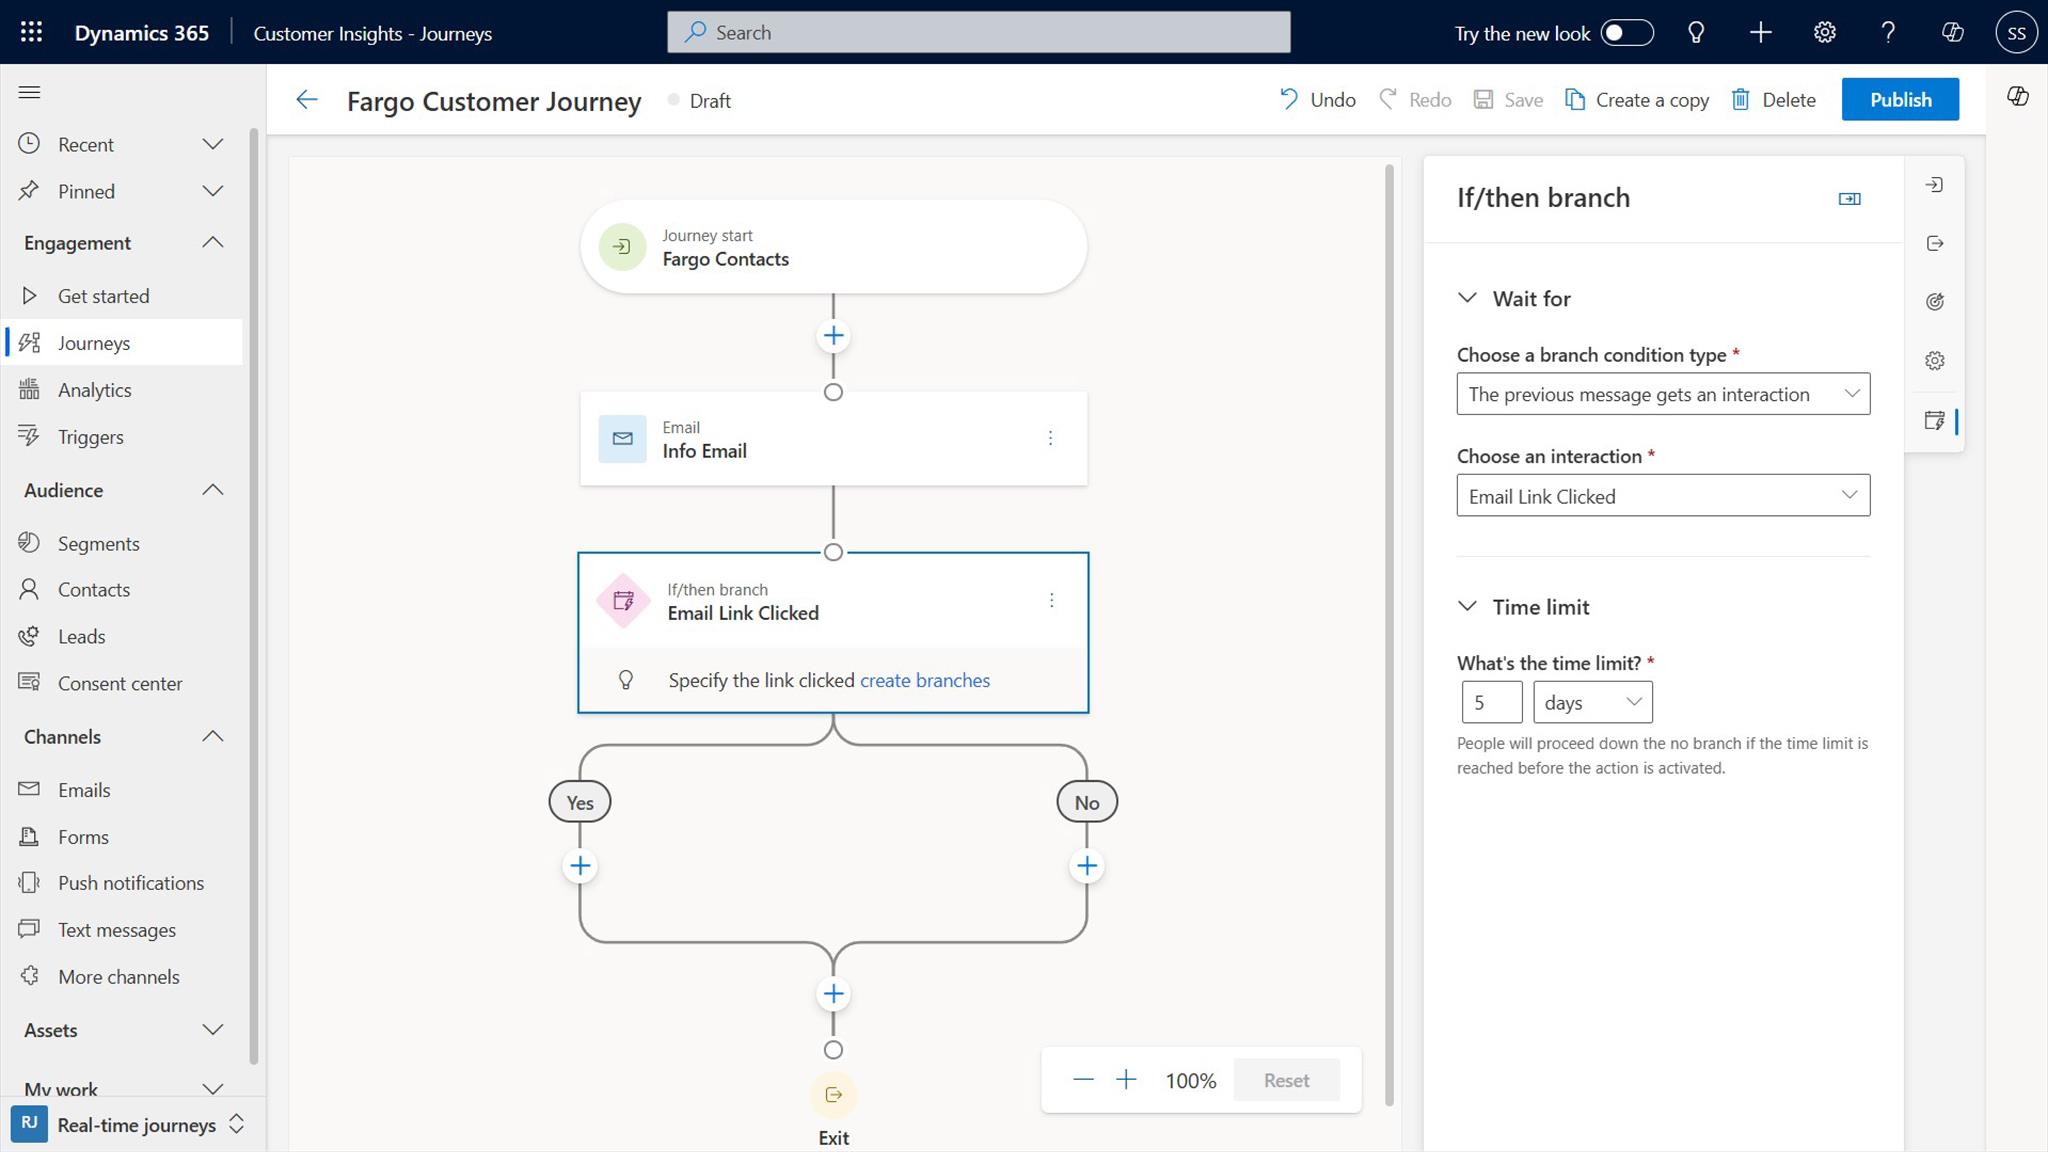 Dynamics 365
Customer Insights - Journeys
Search
Try the new look
SS
Fargo Customer Journey
Draft
Undo
Redo
Save
Create a copy
Delete
Publish
Recent
Pinned
Engagement
Get started
Journeys
Analytics
Triggers
Audience
Segments
Contacts
Leads
Consent center
Channels
Emails
Forms
Push notifications
Text messages
More channels
Assets
My work
RJ
Real-time journeys
Journey start
Fargo Contacts
Email
Info Email
If/then branch
Email Link Clicked
Specify the link clicked create branches
Yes
No
Exit
100%
Reset
If/then branch
Wait for
Choose a branch condition type *
The previous message gets an interaction
Choose an interaction *
Email Link Clicked
Time limit
What's the time limit? *
5
days
People will proceed down the no branch if the time limit is
reached before the action is activated.